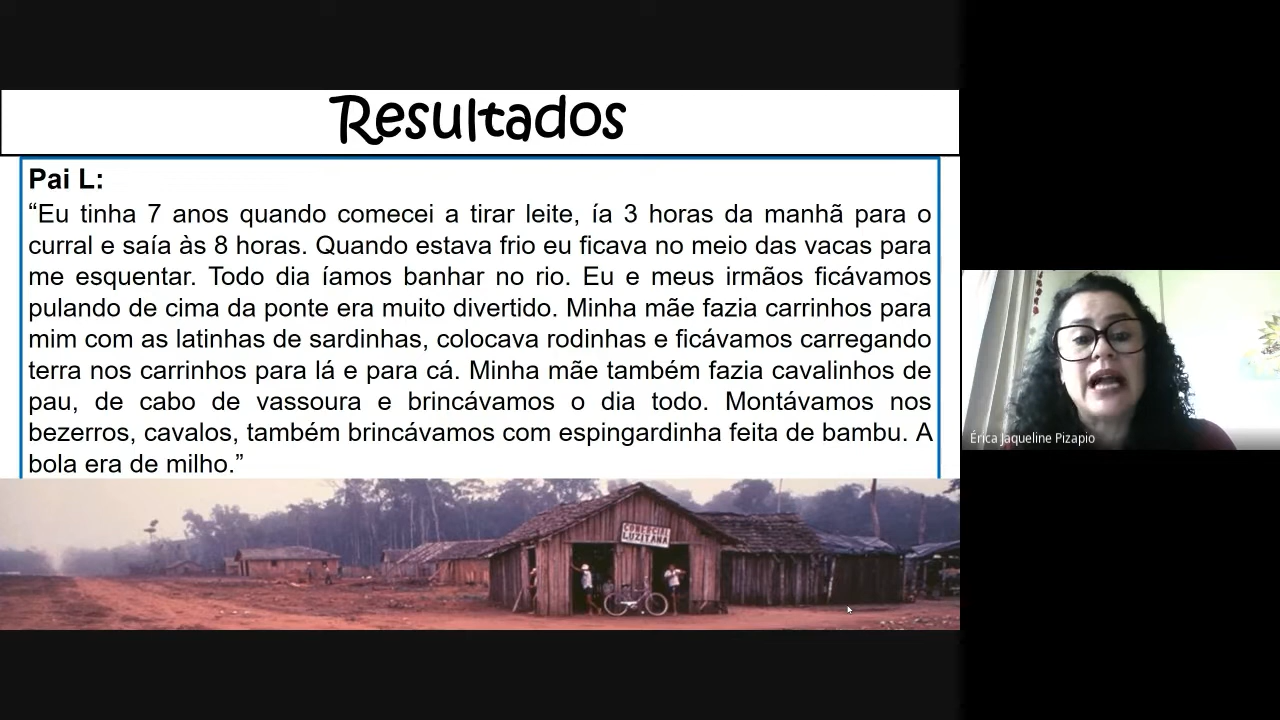 Resultados
Pai L:
“Eu tinha 7 anos quando comecei a tirar leite, ía 3 horas da manhã para o
curral e saía às 8 horas. Quando estava frio eu ficava no meio das vacas para
me esquentar. Todo dia íamos banhar no rio. Eu e meus irmãos ficávamos
pulando de cima da ponte era muito divertido. Minha mãe fazia carrinhos para
mim com as latinhas de sardinhas, colocava rodinhas e ficávamos carregando
terra nos carrinhos para lá e para cá. Minha mãe também fazia cavalinhos de
pau, de cabo de vassoura e brincávamos o dia todo. Montávamos nos
bezerros, cavalos, também brincávamos com espingardinha feita de bambu. A
bola era de milho.”
COMERCIAL
LUZITANA
Érica Jaqueline Pizapio